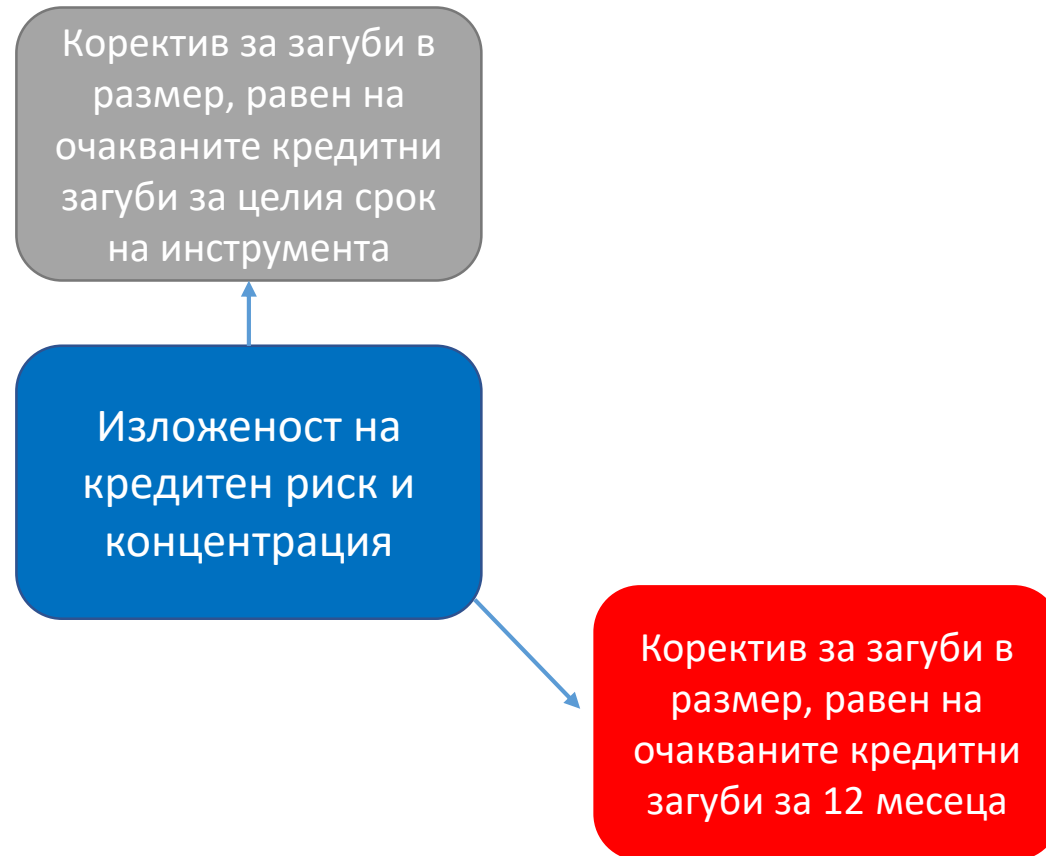 Коректив за загуби в
размер, равен на
очакваните кредитни
загуби за целия срок
на инструмента
Изложеност на
кредитен риск и
концентрация
Коректив за загуби в
размер, равен на
очакваните кредитни
загуби за 12 месеца